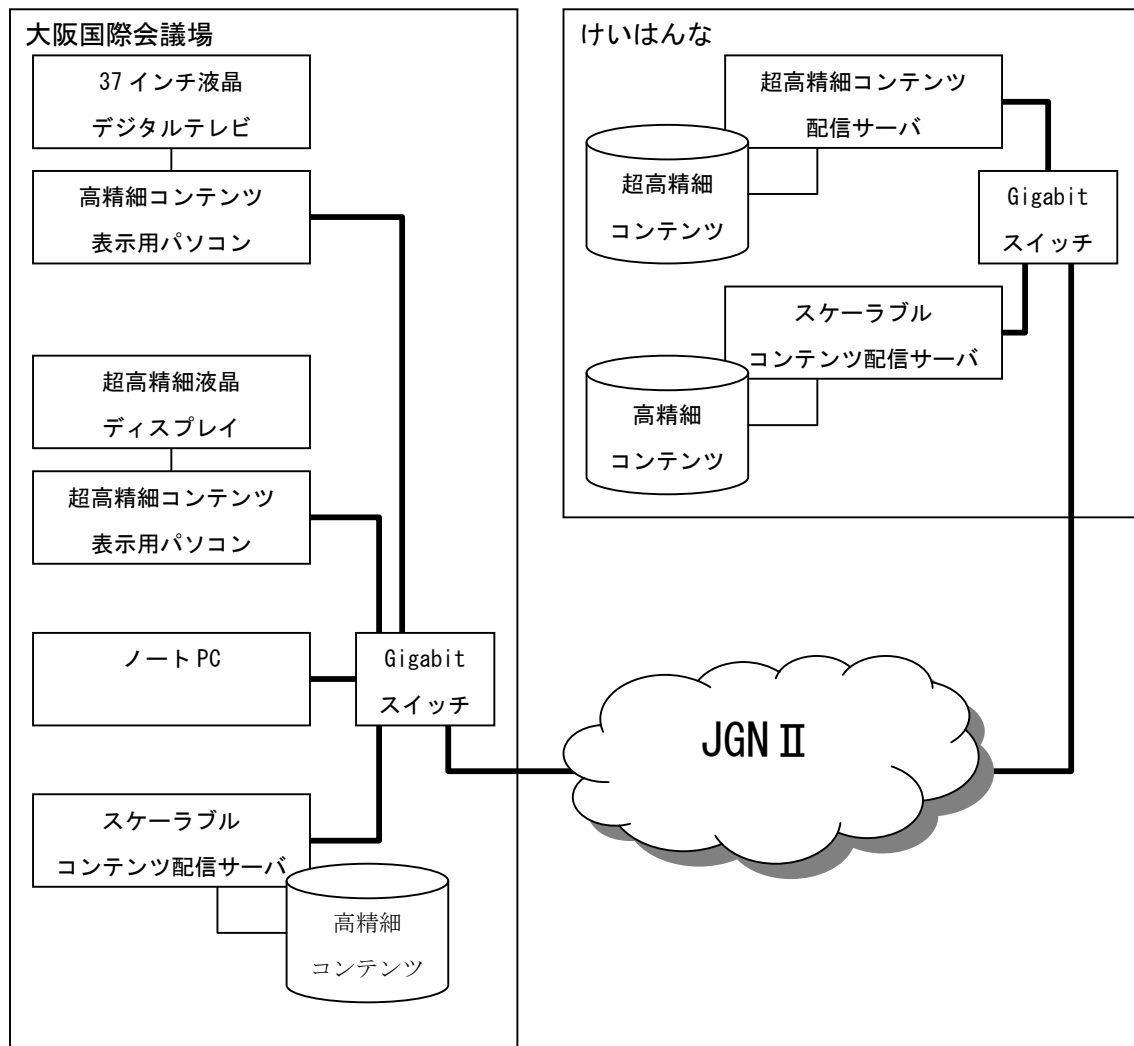 大阪国際会議場
37インチ液晶
デジタルテレビ
高精細コンテンツ
表示用パソコン
超高精細液晶
ディスプレイ
超高精細コンテンツ
表示用パソコン
ノートPC
Gigabit
スイッチ
スケーラブル
コンテンツ配信サーバ
高精細
コンテンツ
けいはんな
超高精細コンテンツ
配信サーバ
超高精細
コンテンツ
Gigabit
スイッチ
スケーラブル
コンテンツ配信サーバ
高精細
コンテンツ
JGNⅡ